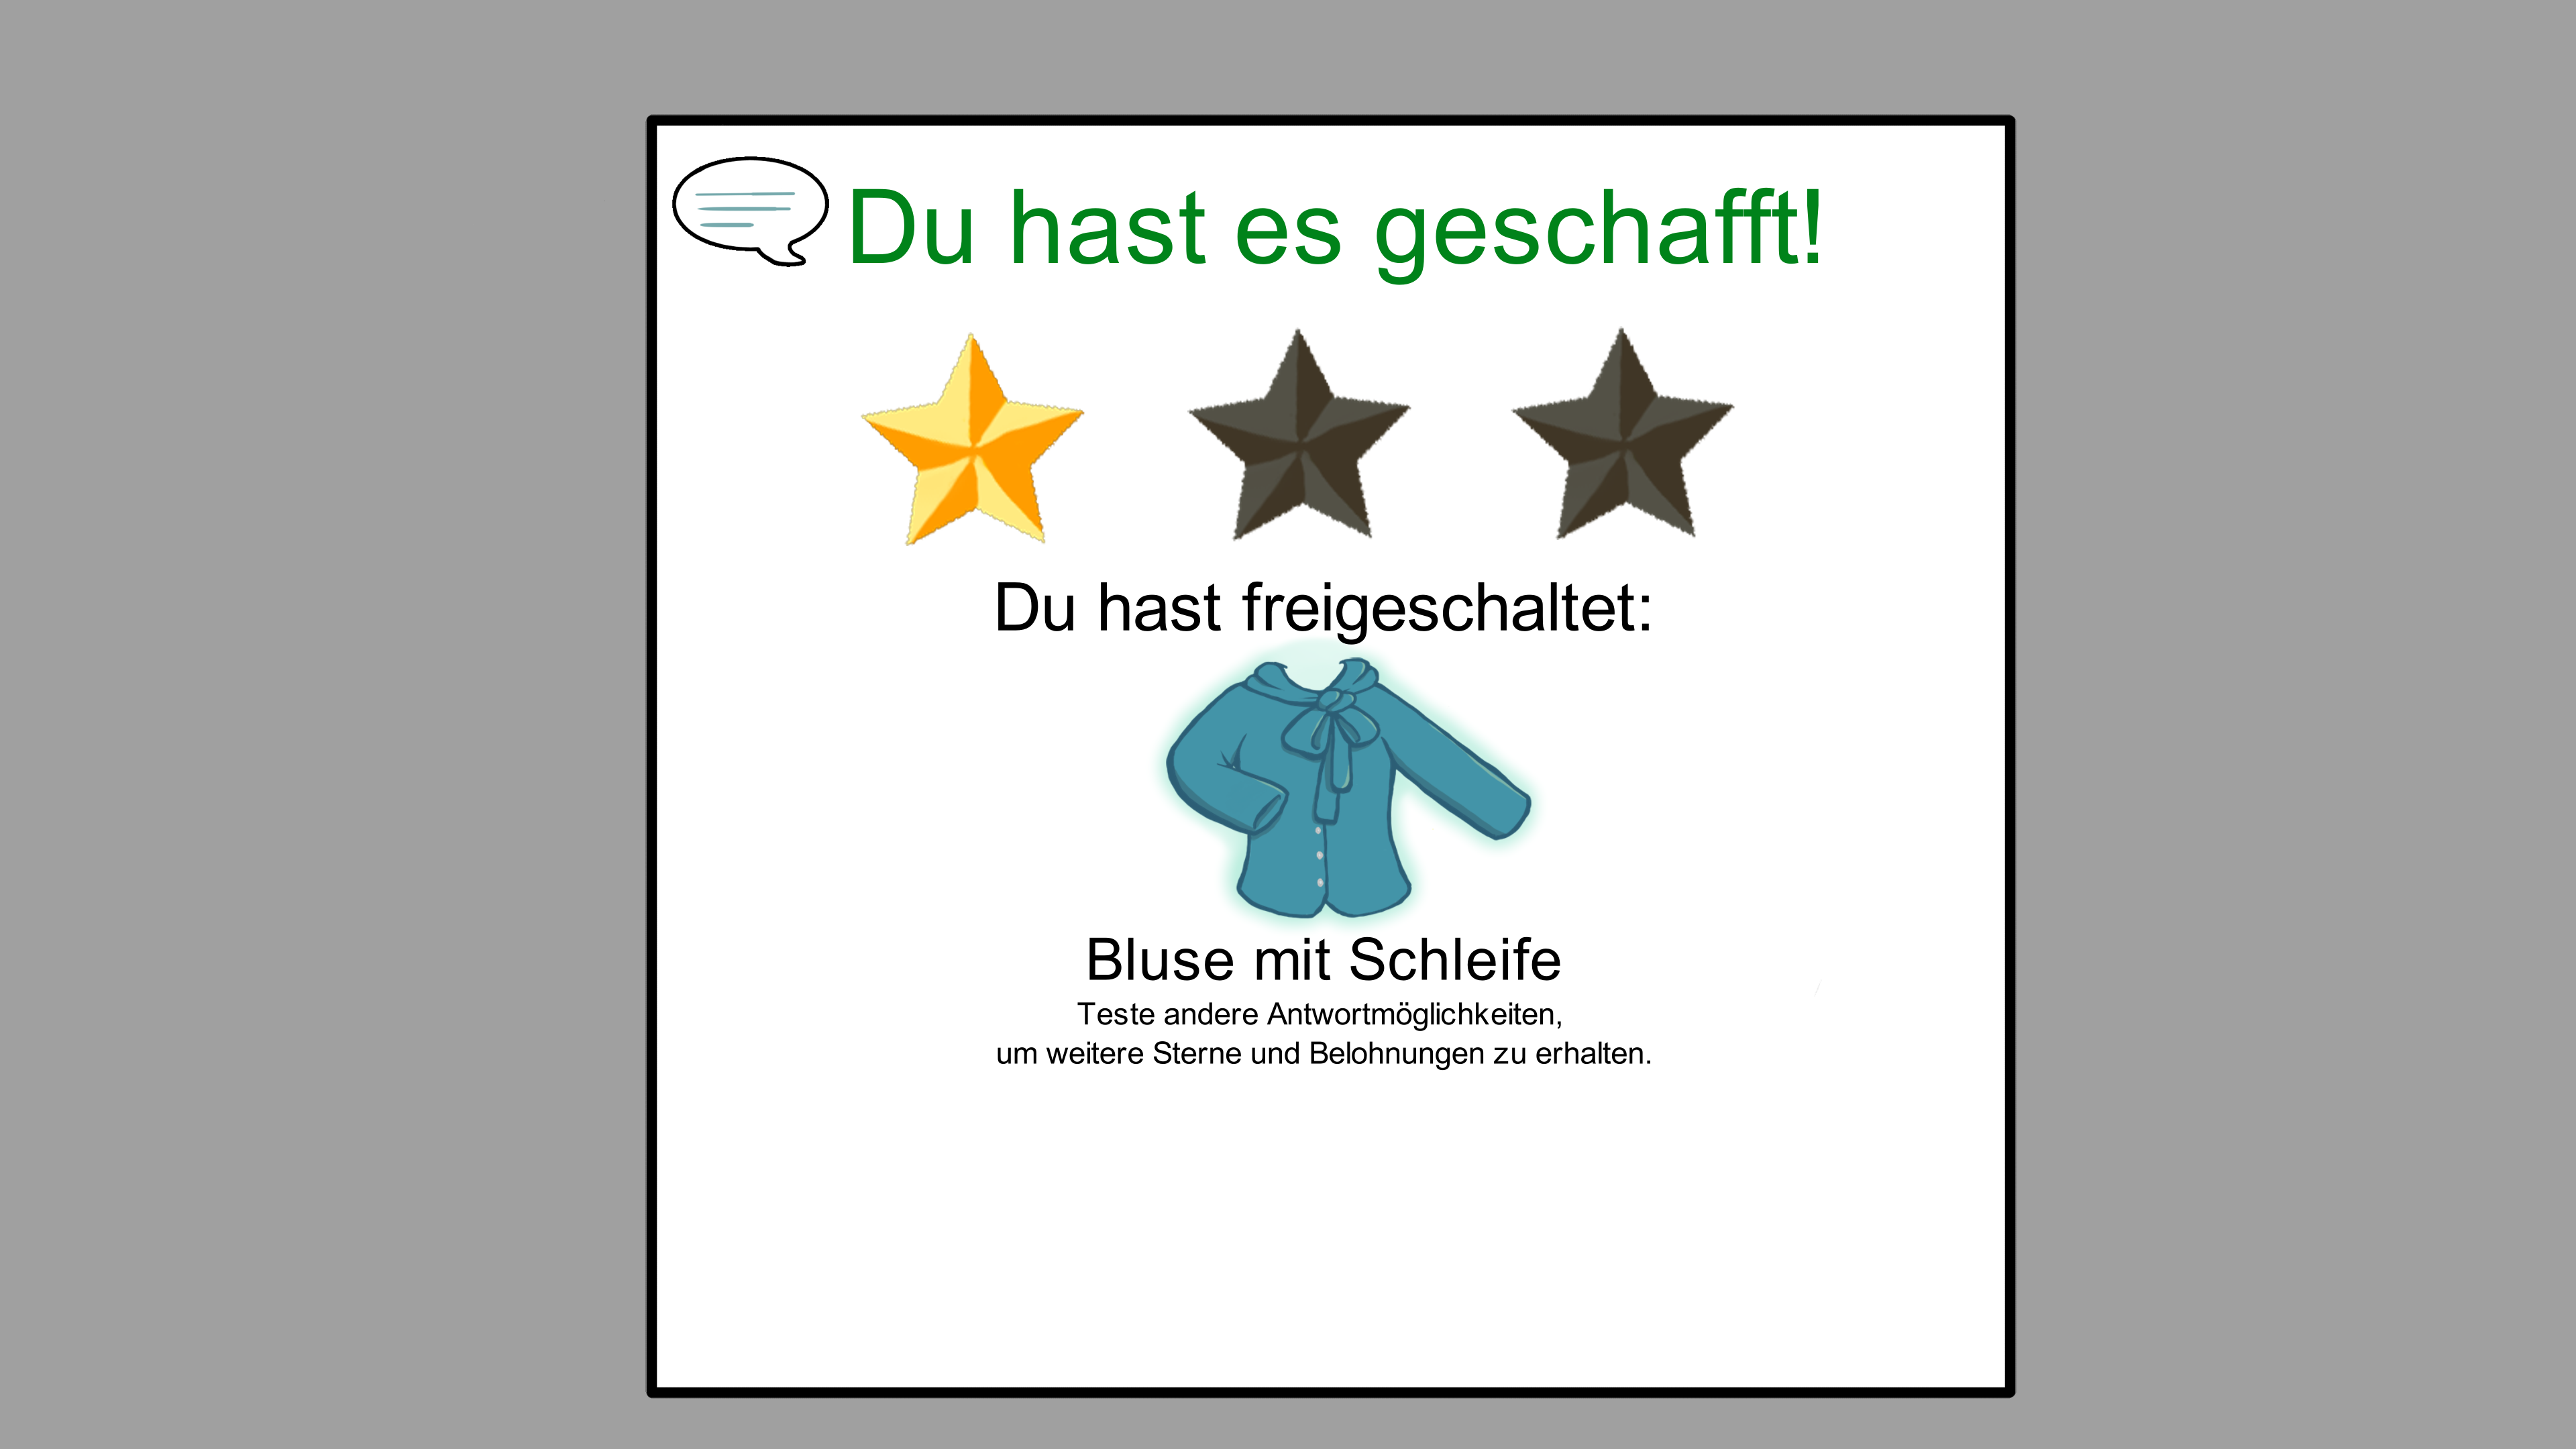 Du hast es geschafft!
Du hast freigeschaltet:
Bluse mit Schleife
Teste andere Antwortmöglichkeiten,
um weitere Sterne und Belohnungen zu erhalten.